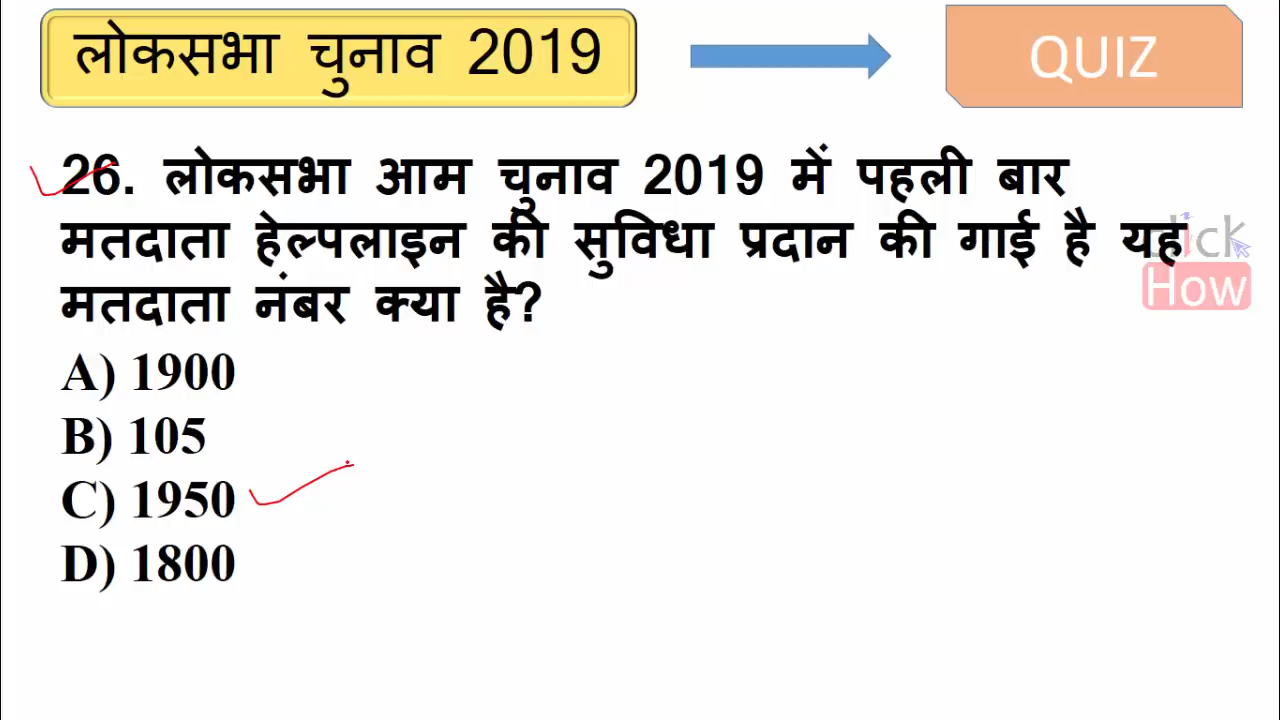 लोकसभा चुनाव 2019
QUIZ
26. लोकसभा आम चुनाव 2019 में पहली बार
मतदाता हेल्पलाइन की सुविधा प्रदान की गाई है यह
मतदाता नंबर क्या है?
A) 1900
B) 105
C) 1950
D) 1800
click
How